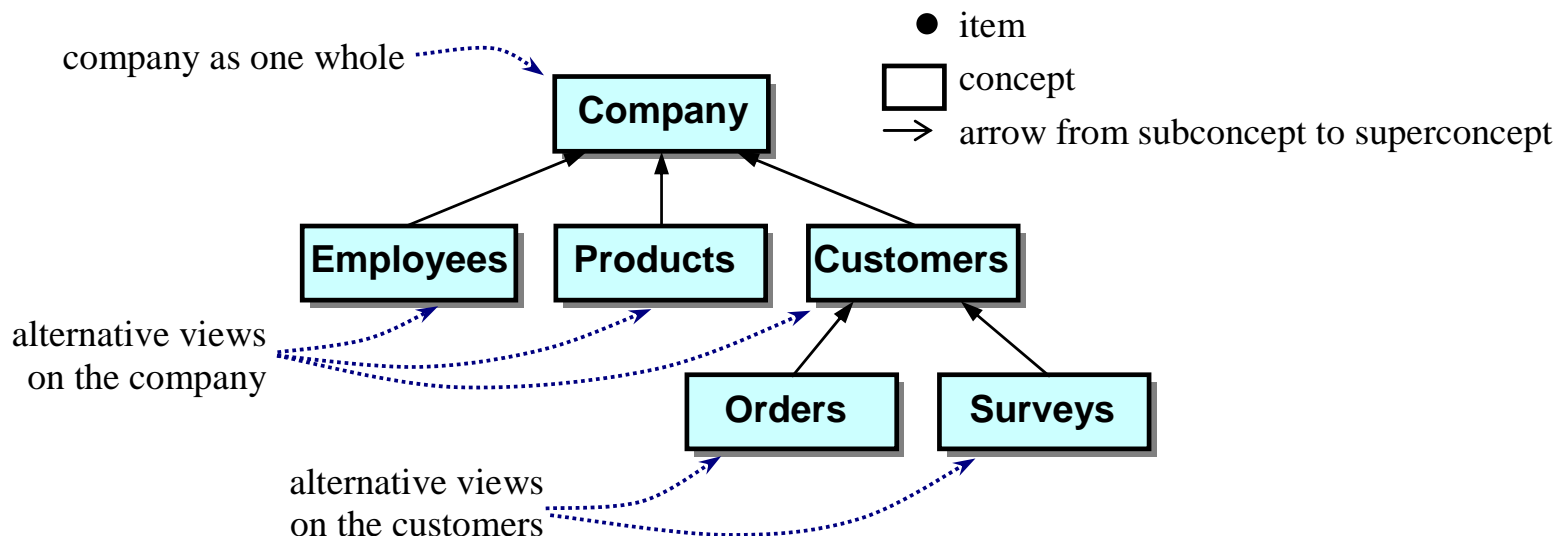 item
company as one whole
concept
Company
arrow from subconcept to superconcept
Employees
Products
Customers
alternative views
on the company
Orders
Surveys
alternative views
on the customers